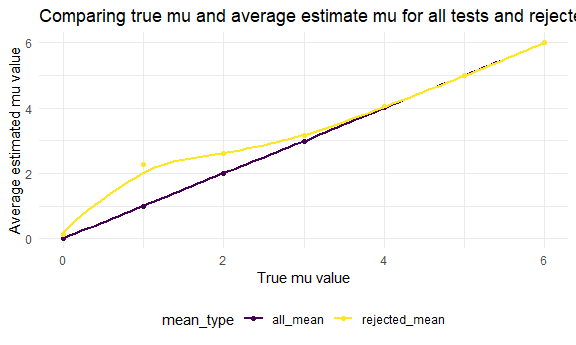 Comparing true mu and average estimate mu for all tests and rejecte
Average estimated mu value
6
4
2
0
0 2 4 6
True mu value
mean_type all_mean rejected_mean